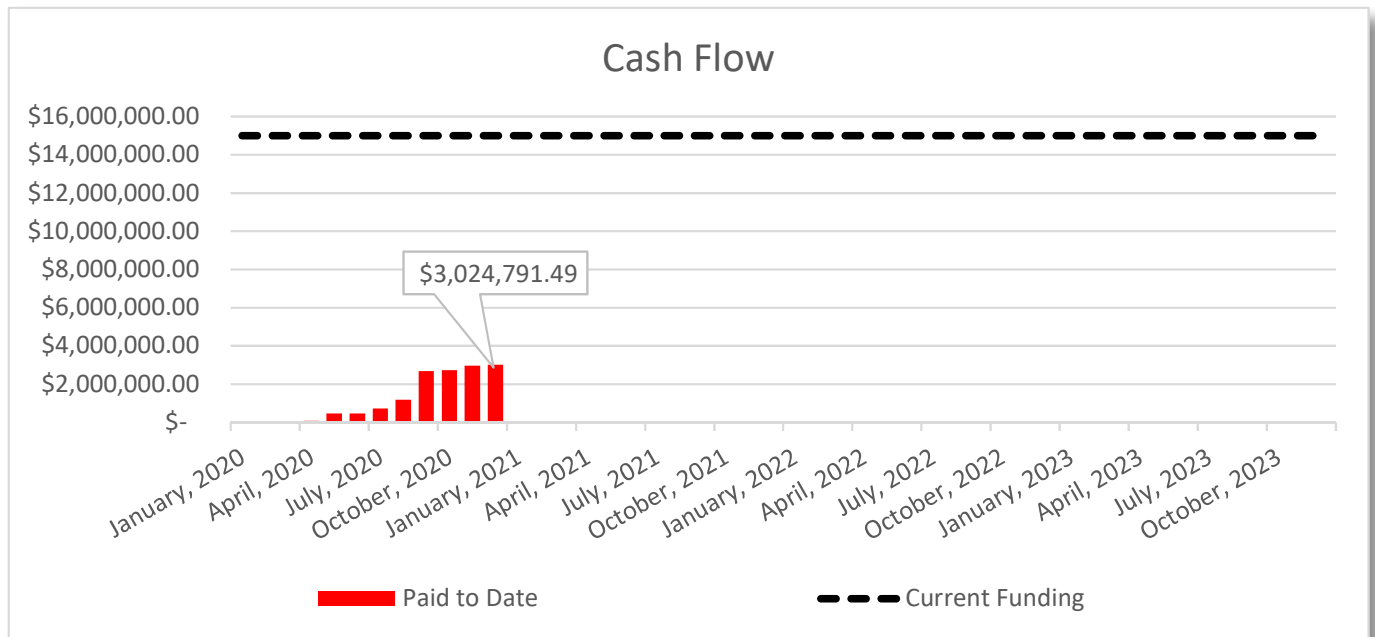 Cash Flow
$16,000,000.00
$14,000,000.00
$12,000,000.00
$10,000,000.00
$8,000,000.00
$6,000,000.00
$4,000,000.00
$2,000,000.00
$-
$3,024,791.49
January, 2020
April, 2020
July, 2020
October, 2020
January, 2021
April, 2021
July, 2021
October, 2021
January, 2022
April, 2022
July, 2022
October, 2022
January, 2023
April, 2023
July, 2023
October, 2023
Paid to Date
Current Funding